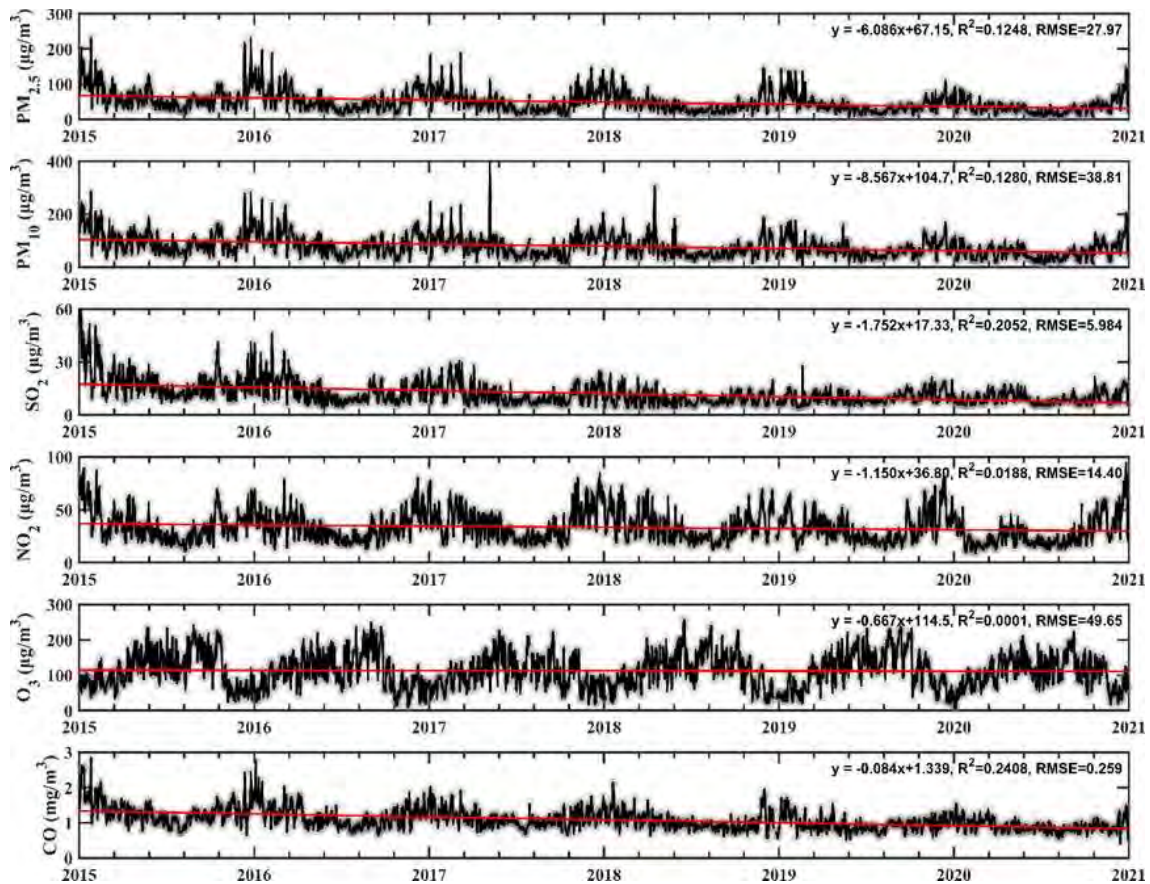 y = -6.086x+67.15, R²=0.1248, RMSE=27.97
PM2.5 (μg/m³)
300
200
100
0
2015 2016 2017 2018 2019 2020 2021
y = -8.567x+104.7, R²=0.1280, RMSE=38.81
PM10 (μg/m³)
400
200
0
2015 2016 2017 2018 2019 2020 2021
y = -1.752x+17.33, R²=0.2052, RMSE=5.984
SO2 (μg/m³)
60
30
0
2015 2016 2017 2018 2019 2020 2021
y = -1.150x+36.80, R²=0.0188, RMSE=14.40
NO2 (μg/m³)
100
50
0
2015 2016 2017 2018 2019 2020 2021
y = -0.667x+114.5, R²=0.0001, RMSE=49.65
O3 (μg/m³)
300
200
100
0
2015 2016 2017 2018 2019 2020 2021
y = -0.084x+1.339, R²=0.2408, RMSE=0.259
CO (mg/m³)
3
2
1
0
2015 2016 2017 2018 2019 2020 2021